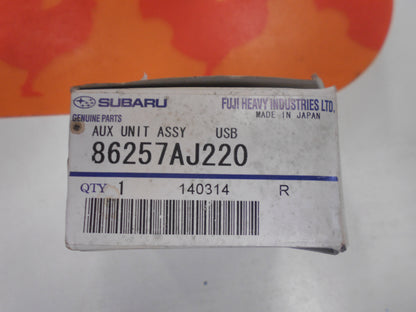 SUBARU FUJI HEAVY INDUSTRIES LTD.
GENUINE PARTS MADE IN JAPAN
AUX UNIT ASSY USB
86257AJ220
QTY 1 140314 R